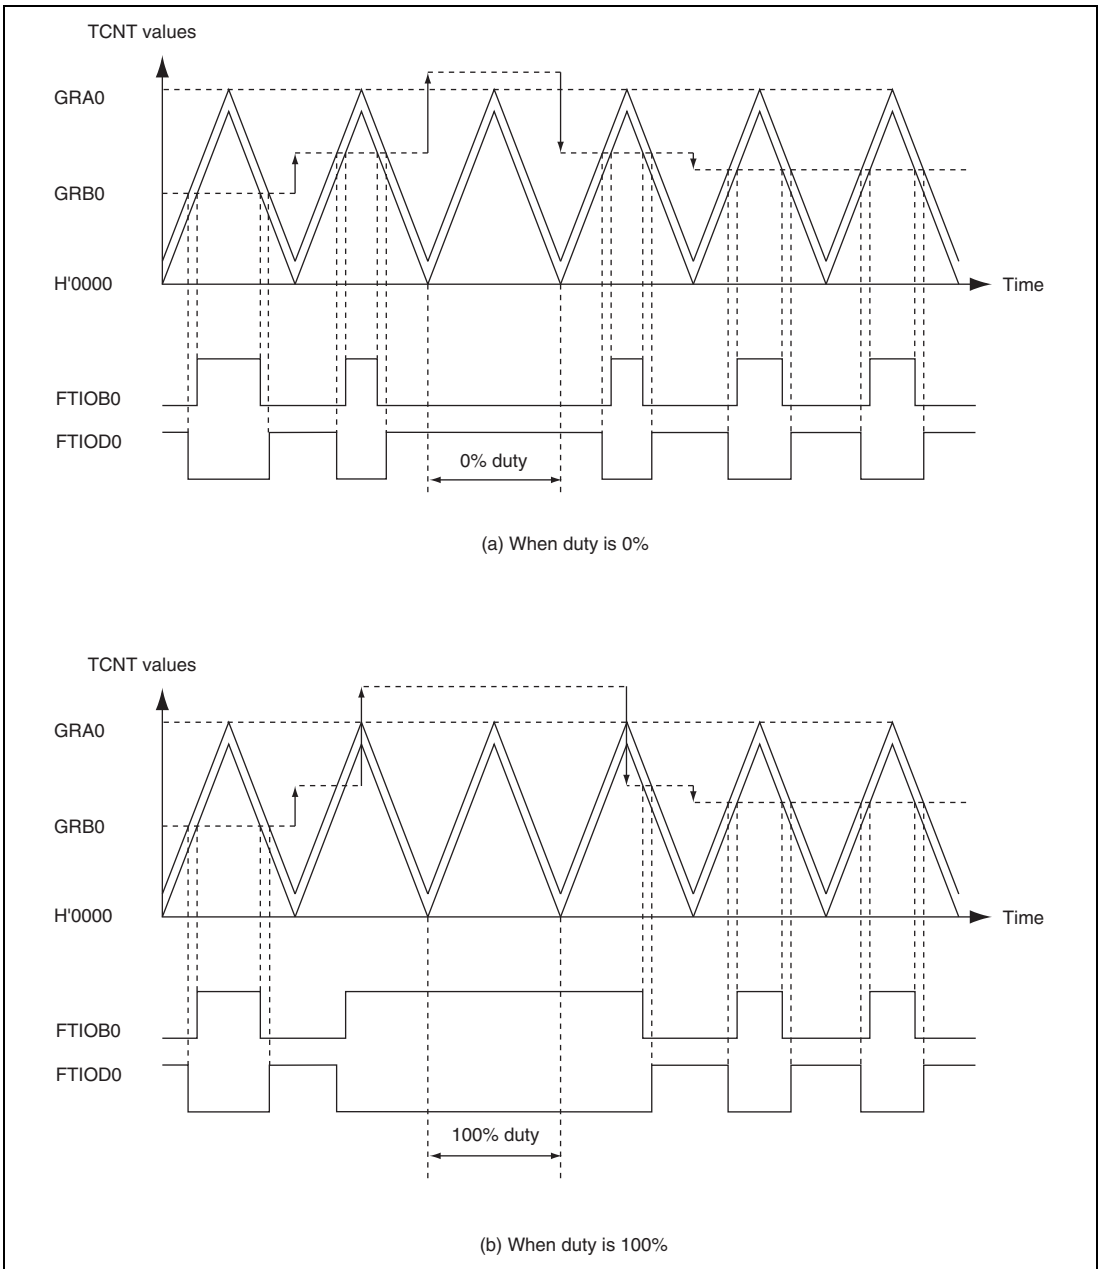 TCNT values
GRA0
GRB0
H'0000
Time
FTIOB0
FTIOD0
0% duty
(a) When duty is 0%
TCNT values
GRA0
GRB0
H'0000
Time
FTIOB0
FTIOD0
100% duty
(b) When duty is 100%